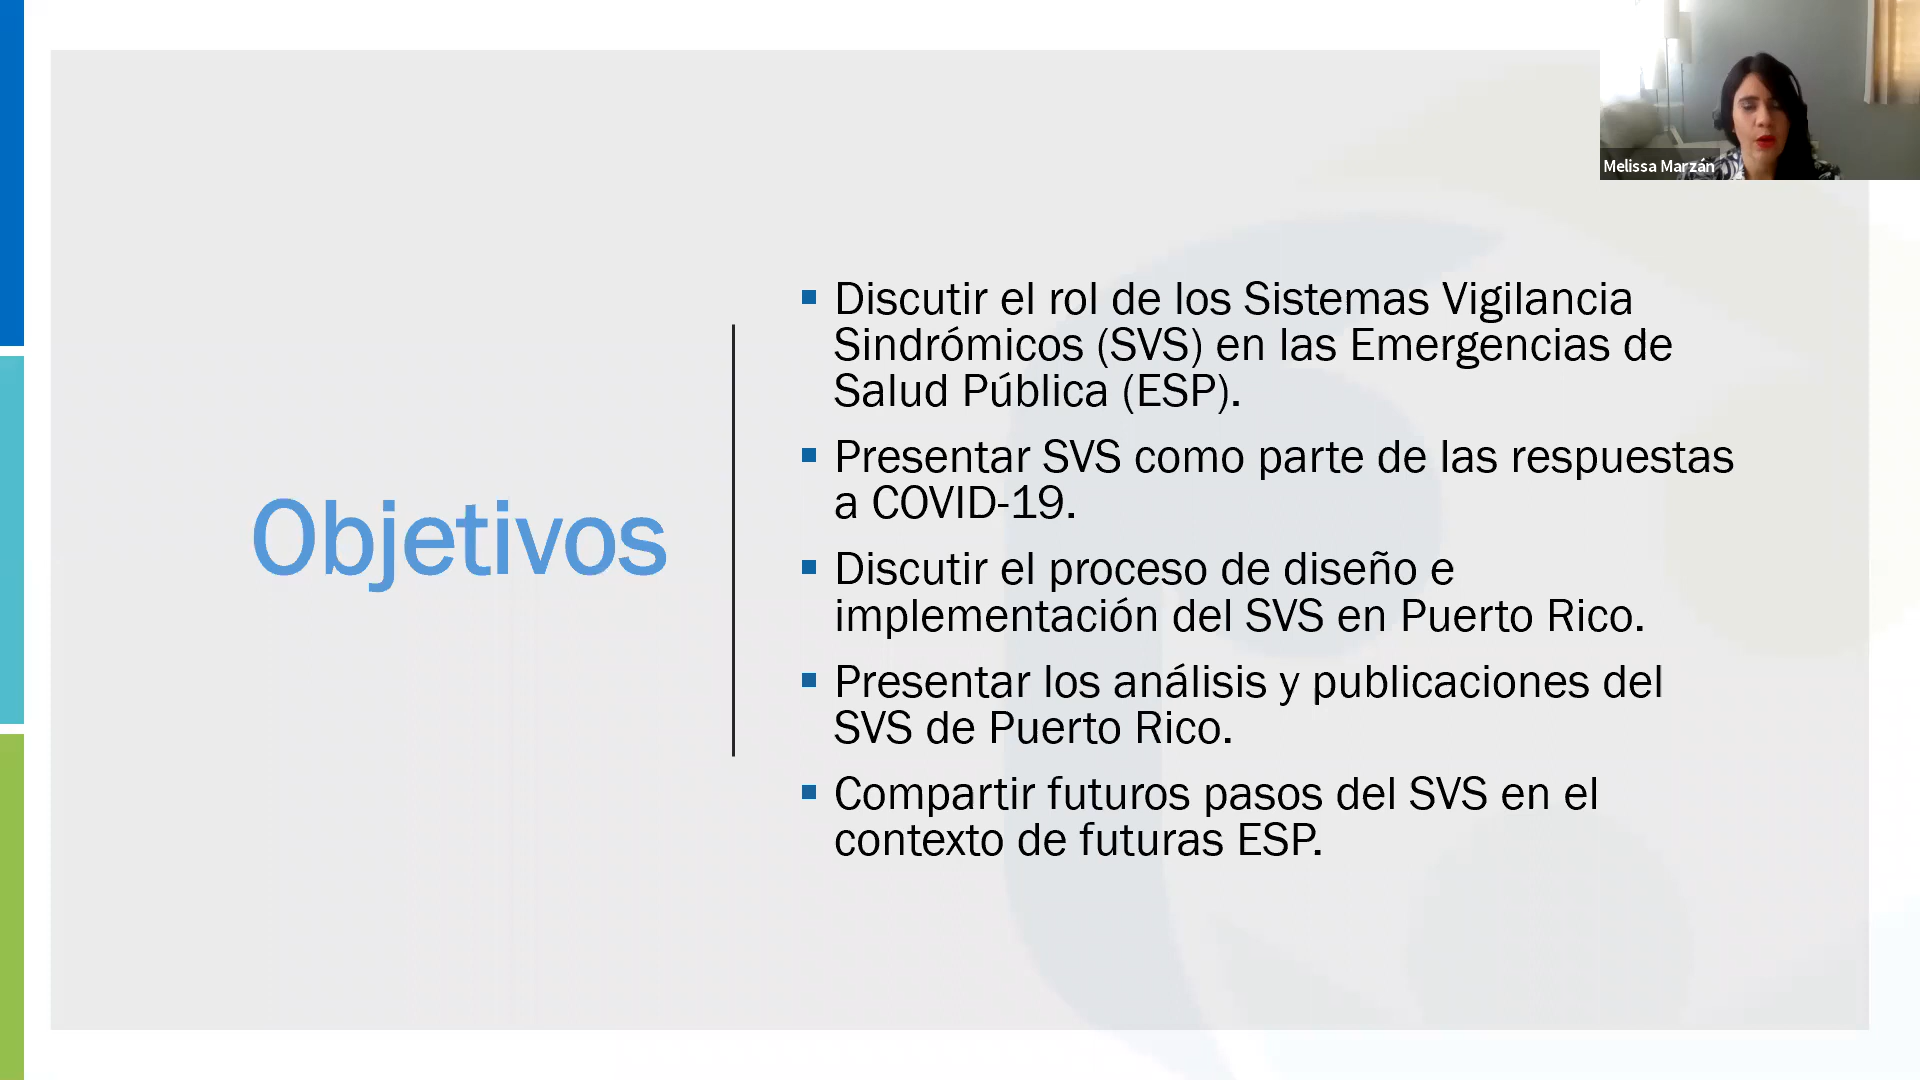 Melissa Marzán
Objetivos
▪ Discutir el rol de los Sistemas Vigilancia
Sindrómicos (SVS) en las Emergencias de
Salud Pública (ESP).
▪ Presentar SVS como parte de las respuestas
a COVID-19.
▪ Discutir el proceso de diseño e
implementación del SVS en Puerto Rico.
▪ Presentar los análisis y publicaciones del
SVS de Puerto Rico.
▪ Compartir futuros pasos del SVS en el
contexto de futuras ESP.